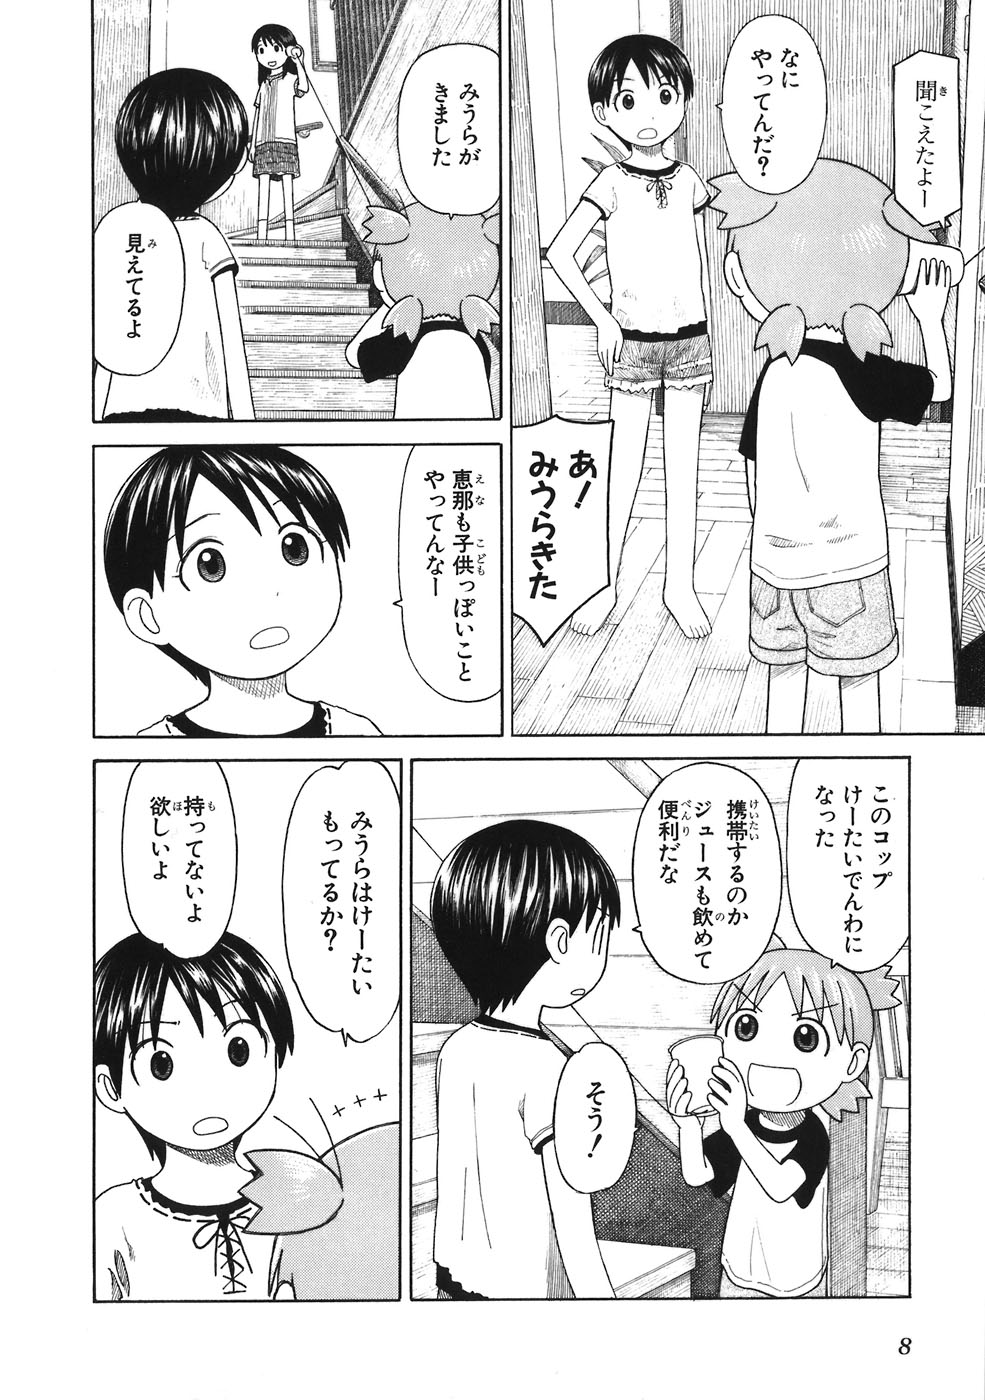 聞こえたよー
なに
やってんだ？
あ！
みうらきた
みうらが
きました
見えてるよ
恵那も子供っぽいこと
やってんなー
このコップ
けーたいでんわに
なった
携帯するのか
ジュースも飲めて
便利だな
そう！
みうらはけーたい
もってるか？
持ってないよ
欲しいよ
8